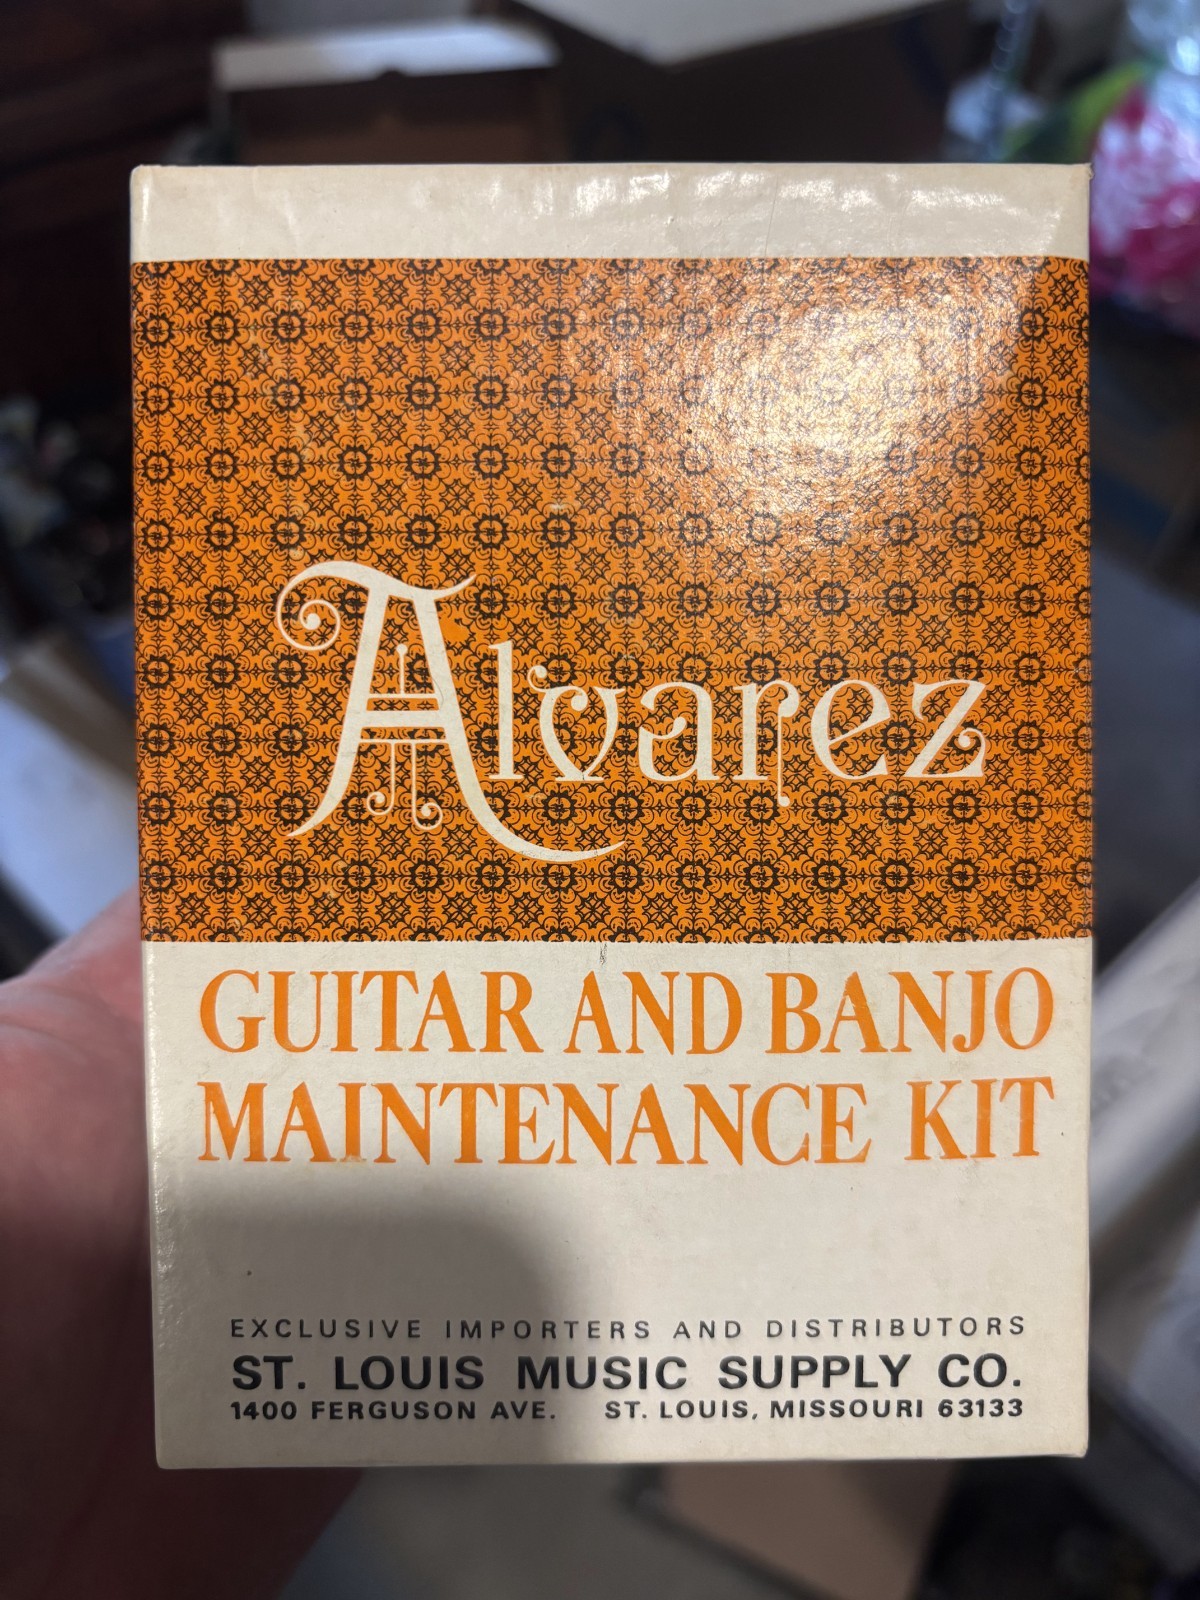 Alvarez
GUITAR AND BANJO
MAINTENANCE KIT
EXCLUSIVE IMPORTERS AND DISTRIBUTORS
ST. LOUIS MUSIC SUPPLY CO.
1400 FERGUSON AVE. ST. LOUIS, MISSOURI 63133